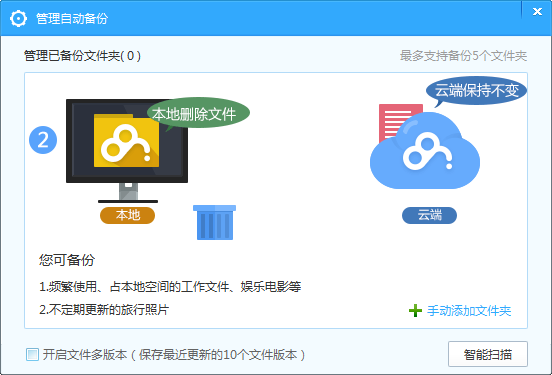 管理自动备份
管理已备份文件夹( 0 )
最多支持备份5个文件夹
云端保持不变
本地删除文件
2
本地
云端
您可备份
1.频繁使用、占本地空间的工作文件、娱乐电影等
2.不定期更新的旅行照片
手动添加文件夹
开启文件多版本（保存最近更新的10个文件版本）
智能扫描